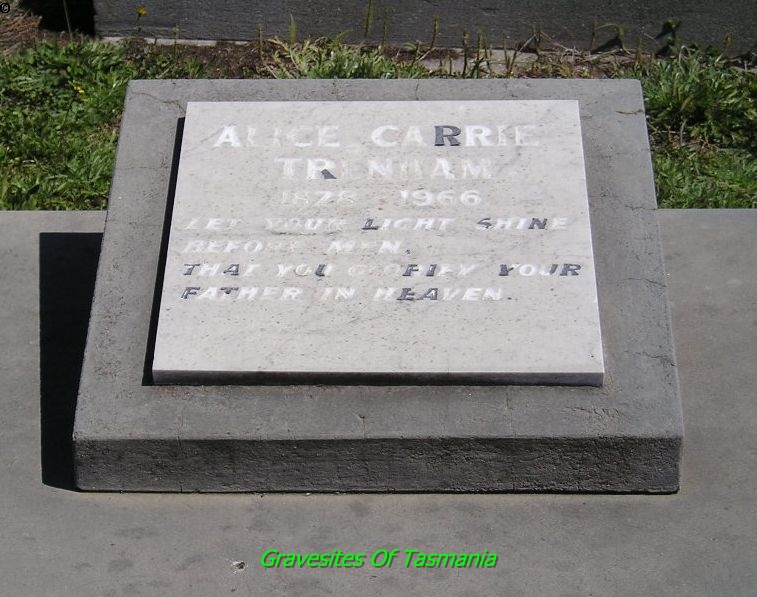 ©
ALICE CARRIE
TRENHAM
1878 1966
LET YOUR LIGHT SHINE
BEFORE MEN,
THAT YOU GLORIFY YOUR
FATHER IN HEAVEN.
Gravesites Of Tasmania